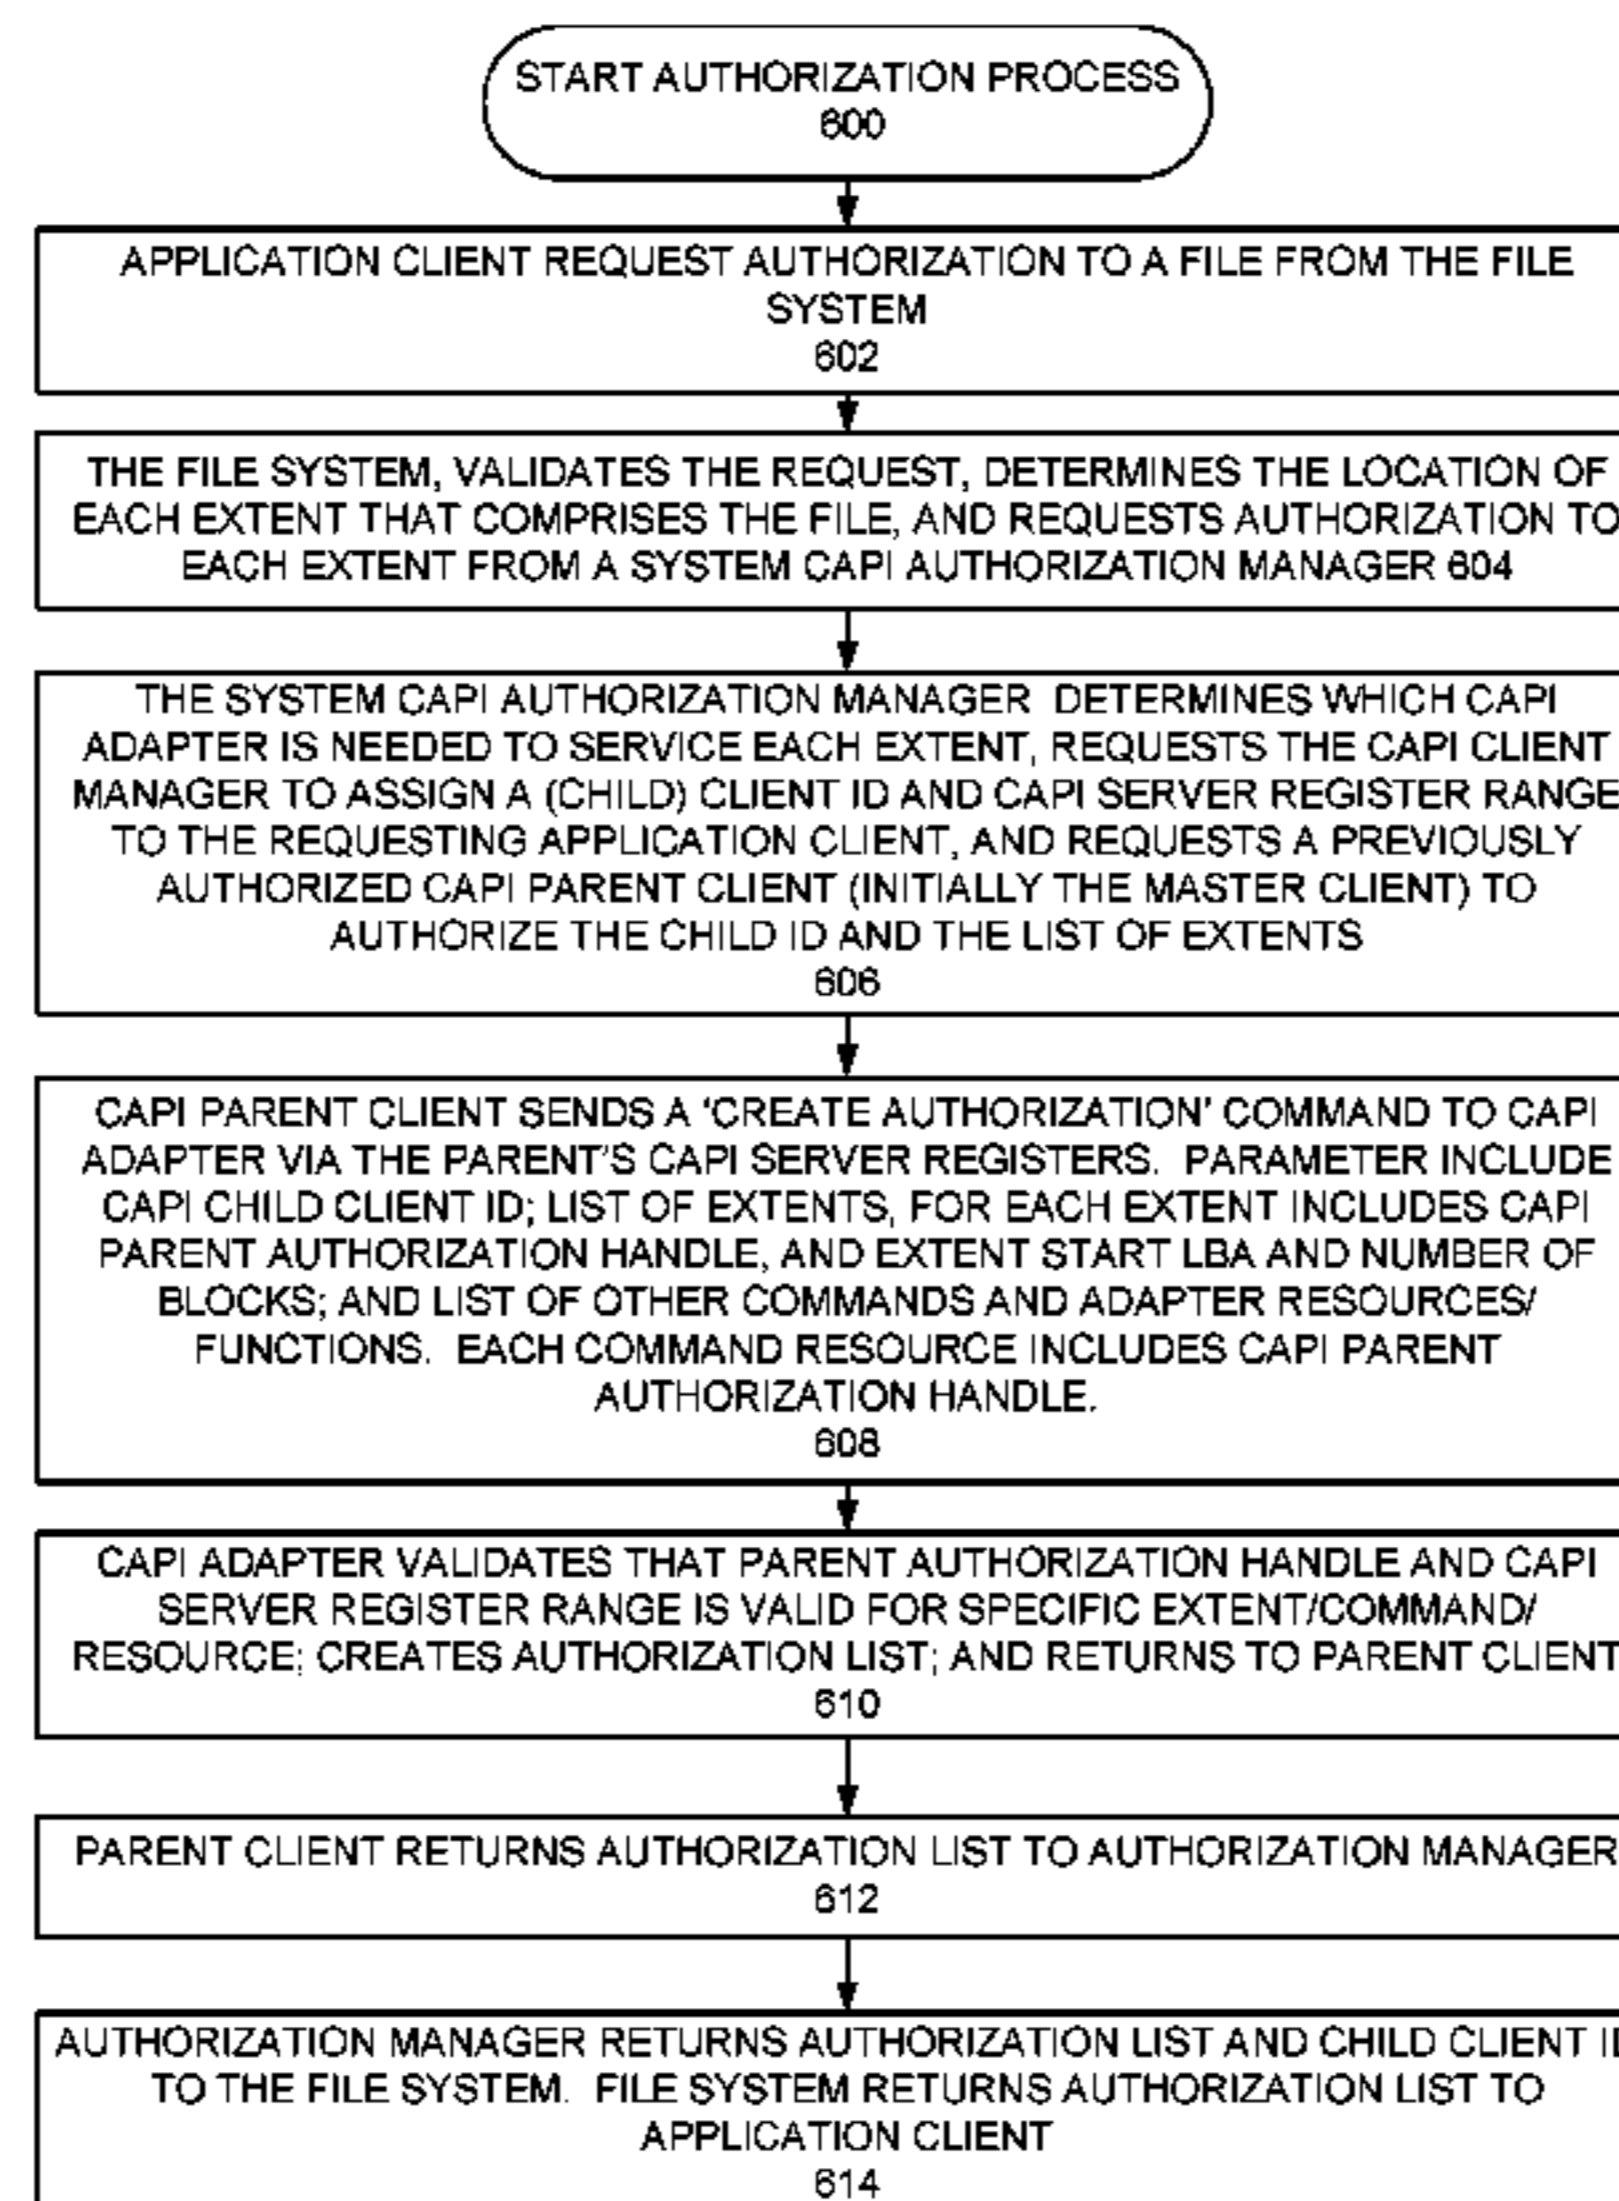 START AUTHORIZATION PROCESS
600
APPLICATION CLIENT REQUEST AUTHORIZATION TO A FILE FROM THE FILE
SYSTEM
602
THE FILE SYSTEM, VALIDATES THE REQUEST, DETERMINES THE LOCATION OF
EACH EXTENT THAT COMPRISES THE FILE, AND REQUESTS AUTHORIZATION TO
EACH EXTENT FROM A SYSTEM CAPI AUTHORIZATION MANAGER 604
THE SYSTEM CAPI AUTHORIZATION MANAGER DETERMINES WHICH CAPI
ADAPTER IS NEEDED TO SERVICE EACH EXTENT, REQUESTS THE CAPI CLIENT
MANAGER TO ASSIGN A (CHILD) CLIENT ID AND CAPI SERVER REGISTER RANGE
TO THE REQUESTING APPLICATION CLIENT, AND REQUESTS A PREVIOUSLY
AUTHORIZED CAPI PARENT CLIENT (INITIALLY THE MASTER CLIENT) TO
AUTHORIZE THE CHILD ID AND THE LIST OF EXTENTS
606
CAPI PARENT CLIENT SENDS A 'CREATE AUTHORIZATION' COMMAND TO CAPI
ADAPTER VIA THE PARENT'S CAPI SERVER REGISTERS. PARAMETER INCLUDE
CAPI CHILD CLIENT ID; LIST OF EXTENTS, FOR EACH EXTENT INCLUDES CAPI
PARENT AUTHORIZATION HANDLE, AND EXTENT START LBA AND NUMBER OF
BLOCKS; AND LIST OF OTHER COMMANDS AND ADAPTER RESOURCES/
FUNCTIONS. EACH COMMAND RESOURCE INCLUDES CAPI PARENT
AUTHORIZATION HANDLE.
608
CAPI ADAPTER VALIDATES THAT PARENT AUTHORIZATION HANDLE AND CAPI
SERVER REGISTER RANGE IS VALID FOR SPECIFIC EXTENT/COMMAND/
RESOURCE; CREATES AUTHORIZATION LIST; AND RETURNS TO PARENT CLIENT
610
PARENT CLIENT RETURNS AUTHORIZATION LIST TO AUTHORIZATION MANAGER
612
AUTHORIZATION MANAGER RETURNS AUTHORIZATION LIST AND CHILD CLIENT ID
TO THE FILE SYSTEM. FILE SYSTEM RETURNS AUTHORIZATION LIST TO
APPLICATION CLIENT
614